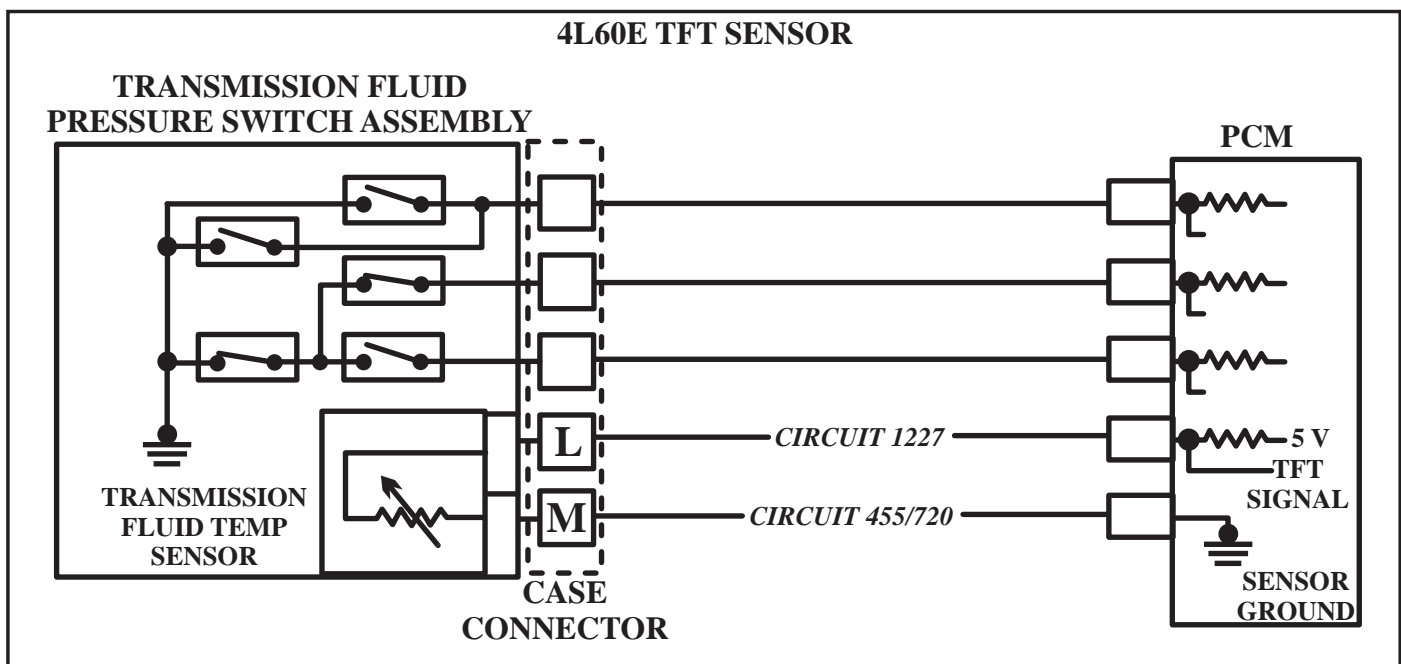 4L60E TFT SENSOR
TRANSMISSION FLUID
PRESSURE SWITCH ASSEMBLY
PCM
L
CIRCUIT 1227
5 V
TFT
SIGNAL
M
CIRCUIT 455/720
TRANSMISSION
FLUID TEMP
SENSOR
CASE
CONNECTOR
SENSOR
GROUND